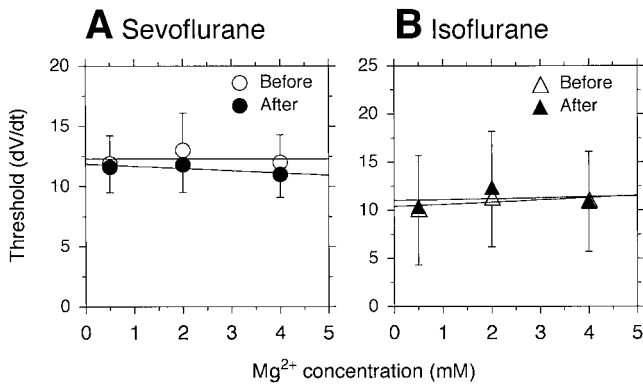 A Sevoflurane
B Isoflurane
Threshold (dV/dt)
20
15
10
5
0
Before
After
0 1 2 3 4 5
25
20
15
10
5
0
Before
After
0 1 2 3 4 5
Mg²⁺ concentration (mM)